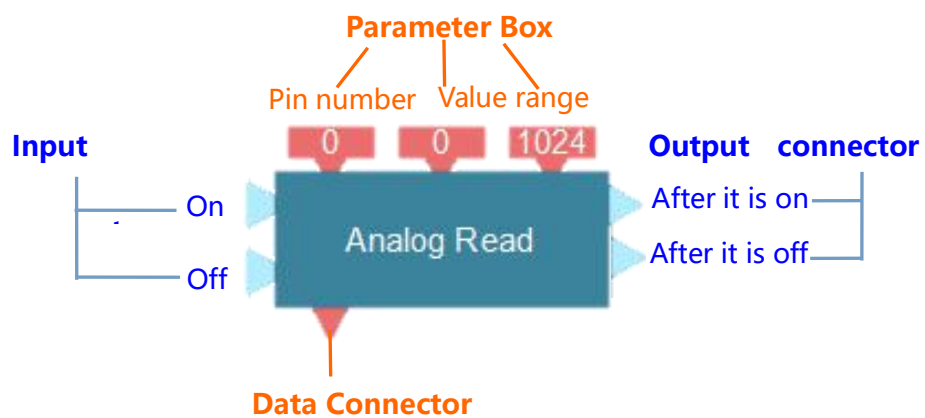 Parameter Box
Pin number Value range
0 0 1024
Input
Output connector
On
After it is on
Analog Read
Off
After it is off
Data Connector